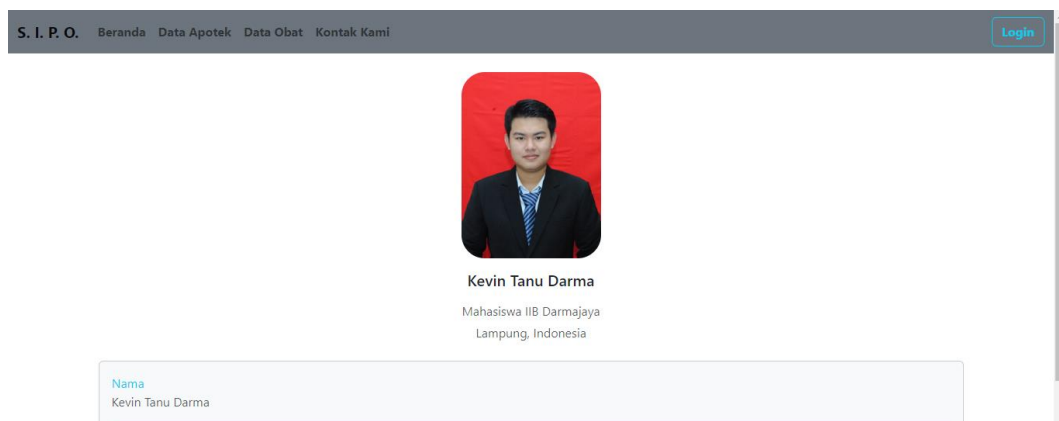 S. I. P. O. Beranda Data Apotek Data Obat Kontak Kami Login
Kevin Tanu Darma
Mahasiswa IIB Darmajaya
Lampung, Indonesia
Nama
Kevin Tanu Darma